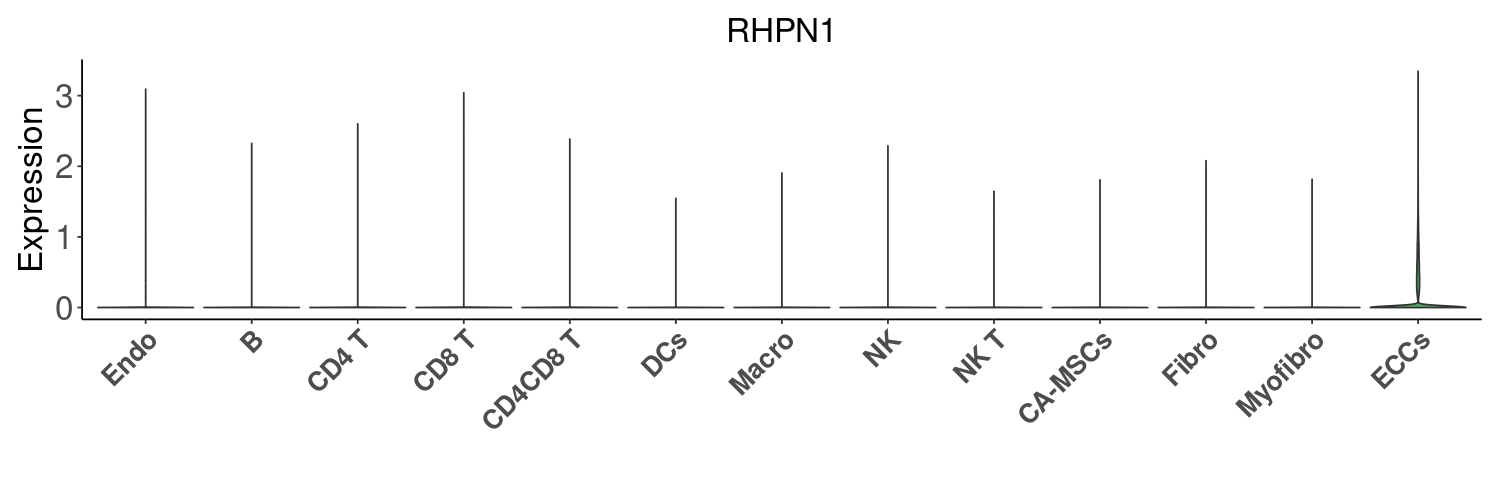 RHPN1
Expression
3
2
1
0
Endo
B
CD4 T
CD8 T
CD4CD8 T
DCs
Macro
NK
NK T
CA-MSCs
Fibro
Myofibro
ECCs